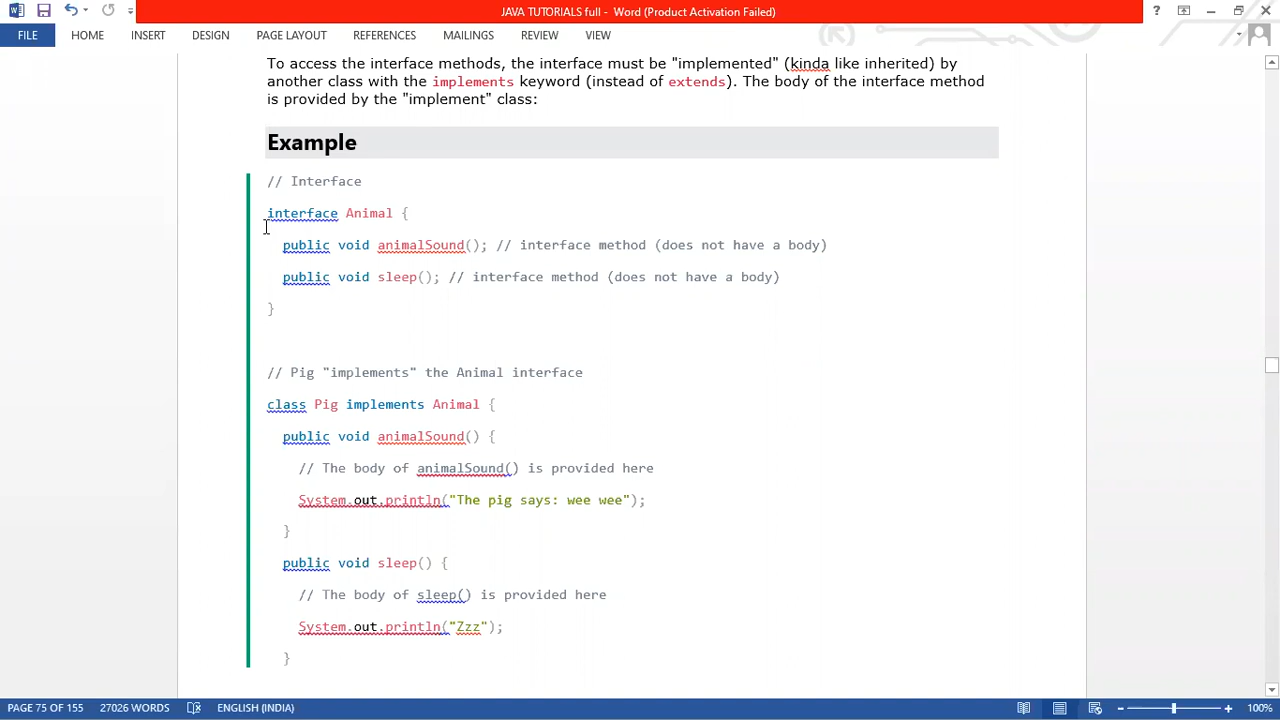 JAVA TUTORIALS full - Word (Product Activation Failed)
FILE HOME INSERT DESIGN PAGE LAYOUT REFERENCES MAILINGS REVIEW VIEW
To access the interface methods, the interface must be "implemented" (kinda like inherited) by
another class with the implements keyword (instead of extends). The body of the interface method
is provided by the "implement" class:
Example
// Interface
interface Animal {
public void animalSound(); // interface method (does not have a body)
public void sleep(); // interface method (does not have a body)
}
// Pig "implements" the Animal interface
class Pig implements Animal {
public void animalSound() {
// The body of animalSound() is provided here
System.out.println("The pig says: wee wee");
}
public void sleep() {
// The body of sleep() is provided here
System.out.println("Zzz");
}
PAGE 75 OF 155 27026 WORDS ENGLISH (INDIA) 100%